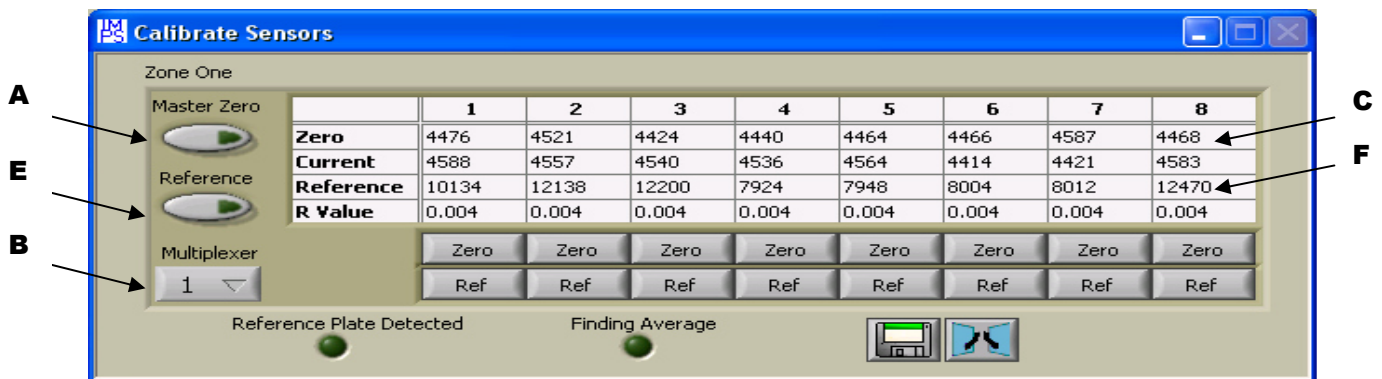 IM
PS
Calibrate Sensors
Zone One
A
Master Zero
1 2 3 4 5 6 7 8
C
Zero 4476 4521 4424 4440 4464 4466 4587 4468
Current 4588 4557 4540 4536 4564 4414 4421 4583
F
E
Reference
Reference 10134 12138 12200 7924 7948 8004 8012 12470
R Value 0.004 0.004 0.004 0.004 0.004 0.004 0.004 0.004
B
Multiplexer
Zero Zero Zero Zero Zero Zero Zero Zero
1
Ref Ref Ref Ref Ref Ref Ref Ref
Reference Plate Detected
Finding Average